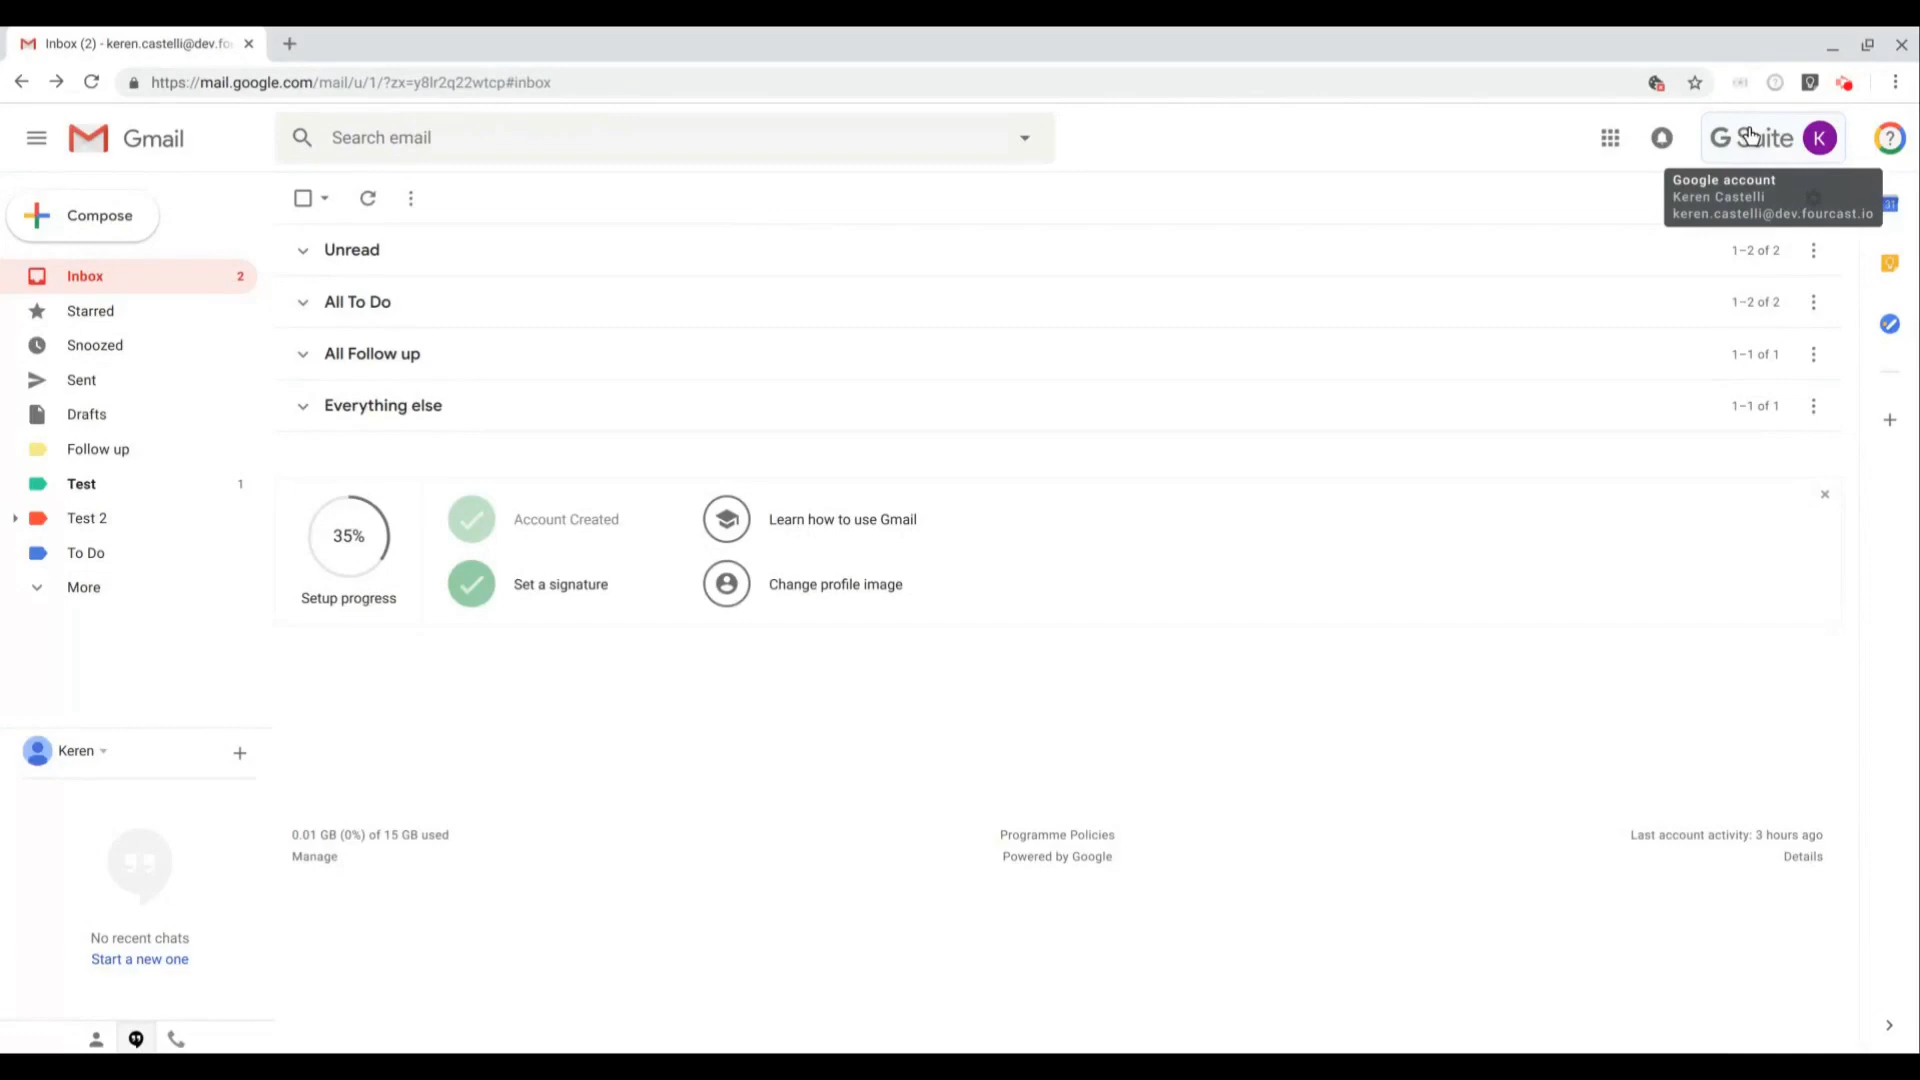 Inbox (2) - keren.castelli@dev.fo
https://mail.google.com/mail/u/1/?zx=y8lr2q22wtcp#inbox
Gmail
Search email
G Suite
K
Google account
Keren Castelli
keren.castelli@dev.fourcast.io
31
Compose
Inbox 2
Starred
Snoozed
Sent
Drafts
Follow up
Test 1
Test 2
To Do
More
Unread 1–2 of 2
All To Do 1–2 of 2
All Follow up 1–1 of 1
Everything else 1–1 of 1
35%
Setup progress
Account Created
Learn how to use Gmail
Set a signature
Change profile image
Keren
No recent chats
Start a new one
0.01 GB (0%) of 15 GB used
Manage
Programme Policies
Powered by Google
Last account activity: 3 hours ago
Details